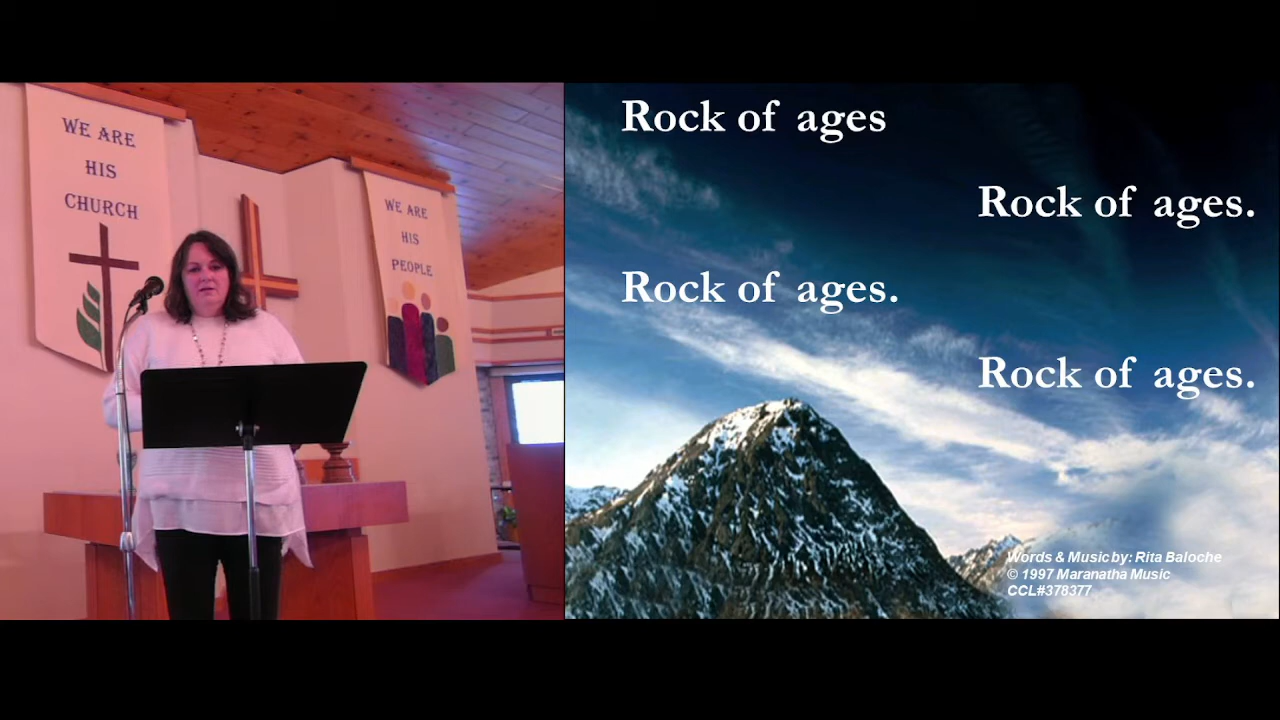 WE ARE
HIS
CHURCH
WE ARE
HIS
PEOPLE
Rock of ages
Rock of ages.
Rock of ages.
Rock of ages.
Words & Music by: Rita Baloche
© 1997 Maranatha Music
CCL#378377